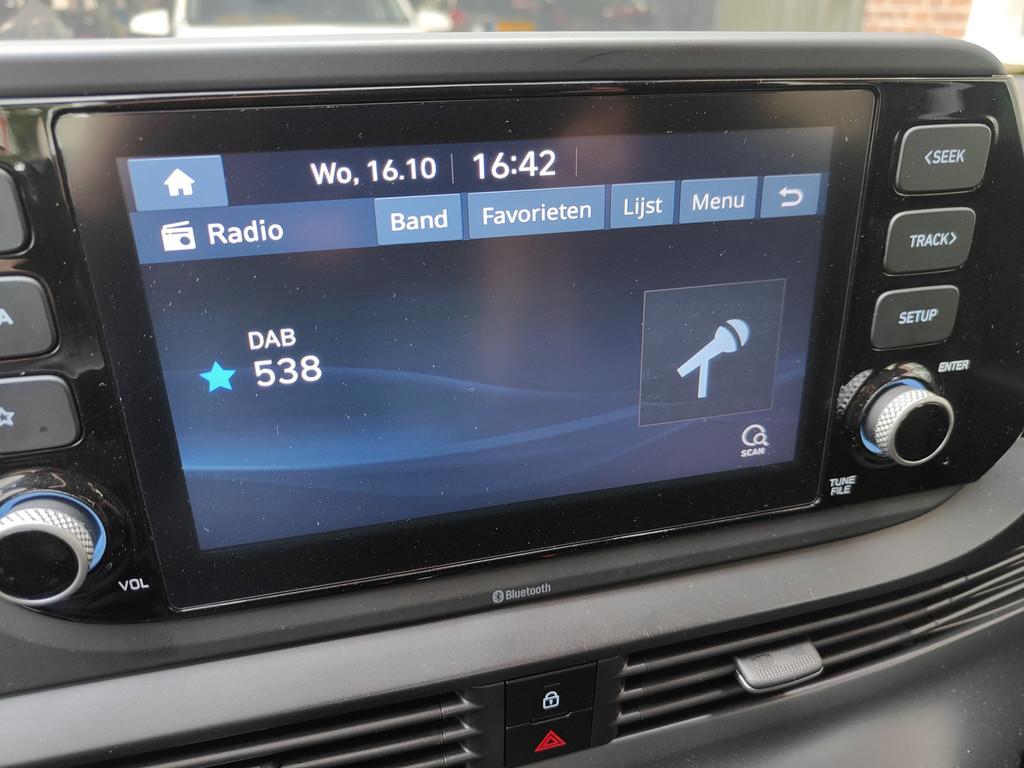 Wo, 16.10 16:42
Radio Band Favorieten Lijst Menu
DAB
538
SCAN
<SEEK
TRACK>
SETUP
ENTER
TUNE
FILE
A
VOL
Bluetooth